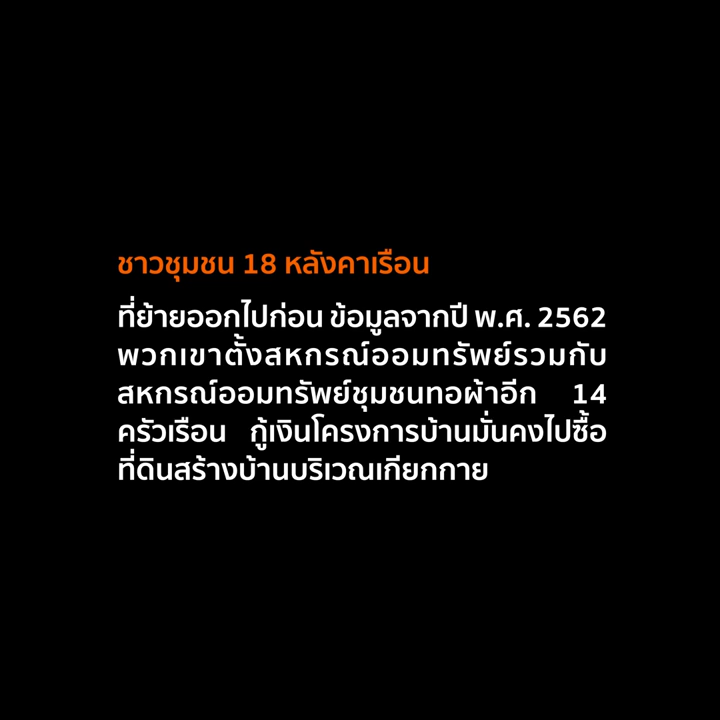 ชาวชุมชน 18 หลังคาเรือน
ที่ย้ายออกไปก่อน ข้อมูลจากปี พ.ศ. 2562
พวกเขาตั้งสหกรณ์ออมทรัพย์รวมกับ
สหกรณ์ออมทรัพย์ชุมชนทอผ้าอีก 14
ครัวเรือน กู้เงินโครงการบ้านมั่นคงไปซื้อ
ที่ดินสร้างบ้านบริเวณเกียกกาย